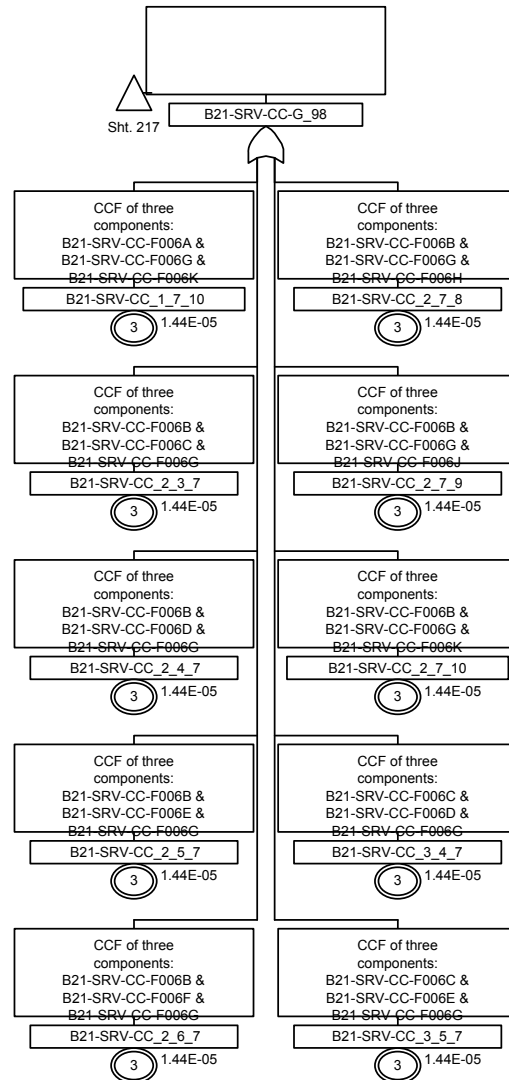 B21-SRV-CC-G_98
Sht. 217
CCF of three
components:
B21-SRV-CC-F006A &
B21-SRV-CC-F006G &
B21-SRV-CC-F006K
B21-SRV-CC_1_7_10
3
1.44E-05
CCF of three
components:
B21-SRV-CC-F006B &
B21-SRV-CC-F006G &
B21-SRV-CC-F006H
B21-SRV-CC_2_7_8
3
1.44E-05
CCF of three
components:
B21-SRV-CC-F006B &
B21-SRV-CC-F006C &
B21-SRV-CC-F006G
B21-SRV-CC_2_3_7
3
1.44E-05
CCF of three
components:
B21-SRV-CC-F006B &
B21-SRV-CC-F006G &
B21-SRV-CC-F006J
B21-SRV-CC_2_7_9
3
1.44E-05
CCF of three
components:
B21-SRV-CC-F006B &
B21-SRV-CC-F006D &
B21-SRV-CC-F006G
B21-SRV-CC_2_4_7
3
1.44E-05
CCF of three
components:
B21-SRV-CC-F006B &
B21-SRV-CC-F006G &
B21-SRV-CC-F006K
B21-SRV-CC_2_7_10
3
1.44E-05
CCF of three
components:
B21-SRV-CC-F006B &
B21-SRV-CC-F006E &
B21-SRV-CC-F006G
B21-SRV-CC_2_5_7
3
1.44E-05
CCF of three
components:
B21-SRV-CC-F006C &
B21-SRV-CC-F006D &
B21-SRV-CC-F006G
B21-SRV-CC_3_4_7
3
1.44E-05
CCF of three
components:
B21-SRV-CC-F006B &
B21-SRV-CC-F006F &
B21-SRV-CC-F006G
B21-SRV-CC_2_6_7
3
1.44E-05
CCF of three
components:
B21-SRV-CC-F006C &
B21-SRV-CC-F006E &
B21-SRV-CC-F006G
B21-SRV-CC_3_5_7
3
1.44E-05